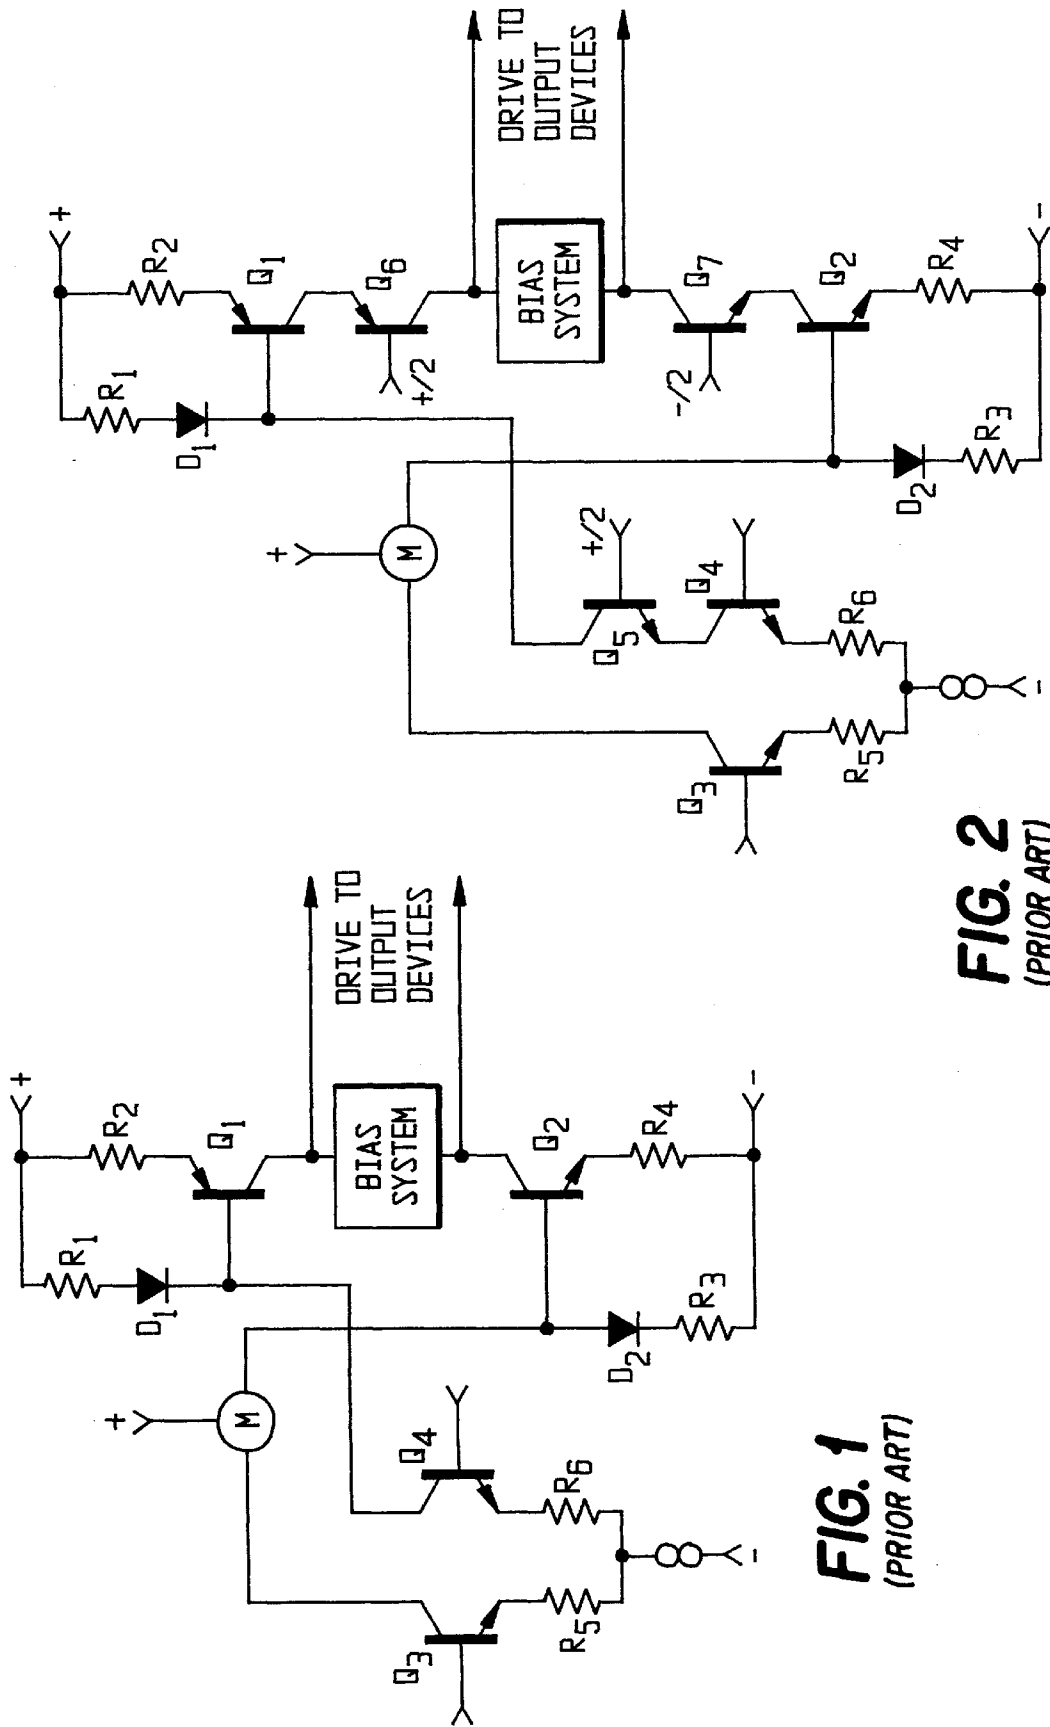 +
R1
R2
D1
Q1
+
M
DRIVE TO
OUTPUT
DEVICES
BIAS
SYSTEM
Q3
Q4
Q2
R5
R6
D2
R3
R4
-
-
FIG. 1
(PRIOR ART)
+
R1
R2
D1
Q1
Q6
+/2
+
M
DRIVE TO
OUTPUT
DEVICES
BIAS
SYSTEM
+/2
Q5
Q4
Q3
-/2
Q7
Q2
R5
R6
D2
R3
R4
-
-
FIG. 2
(PRIOR ART)